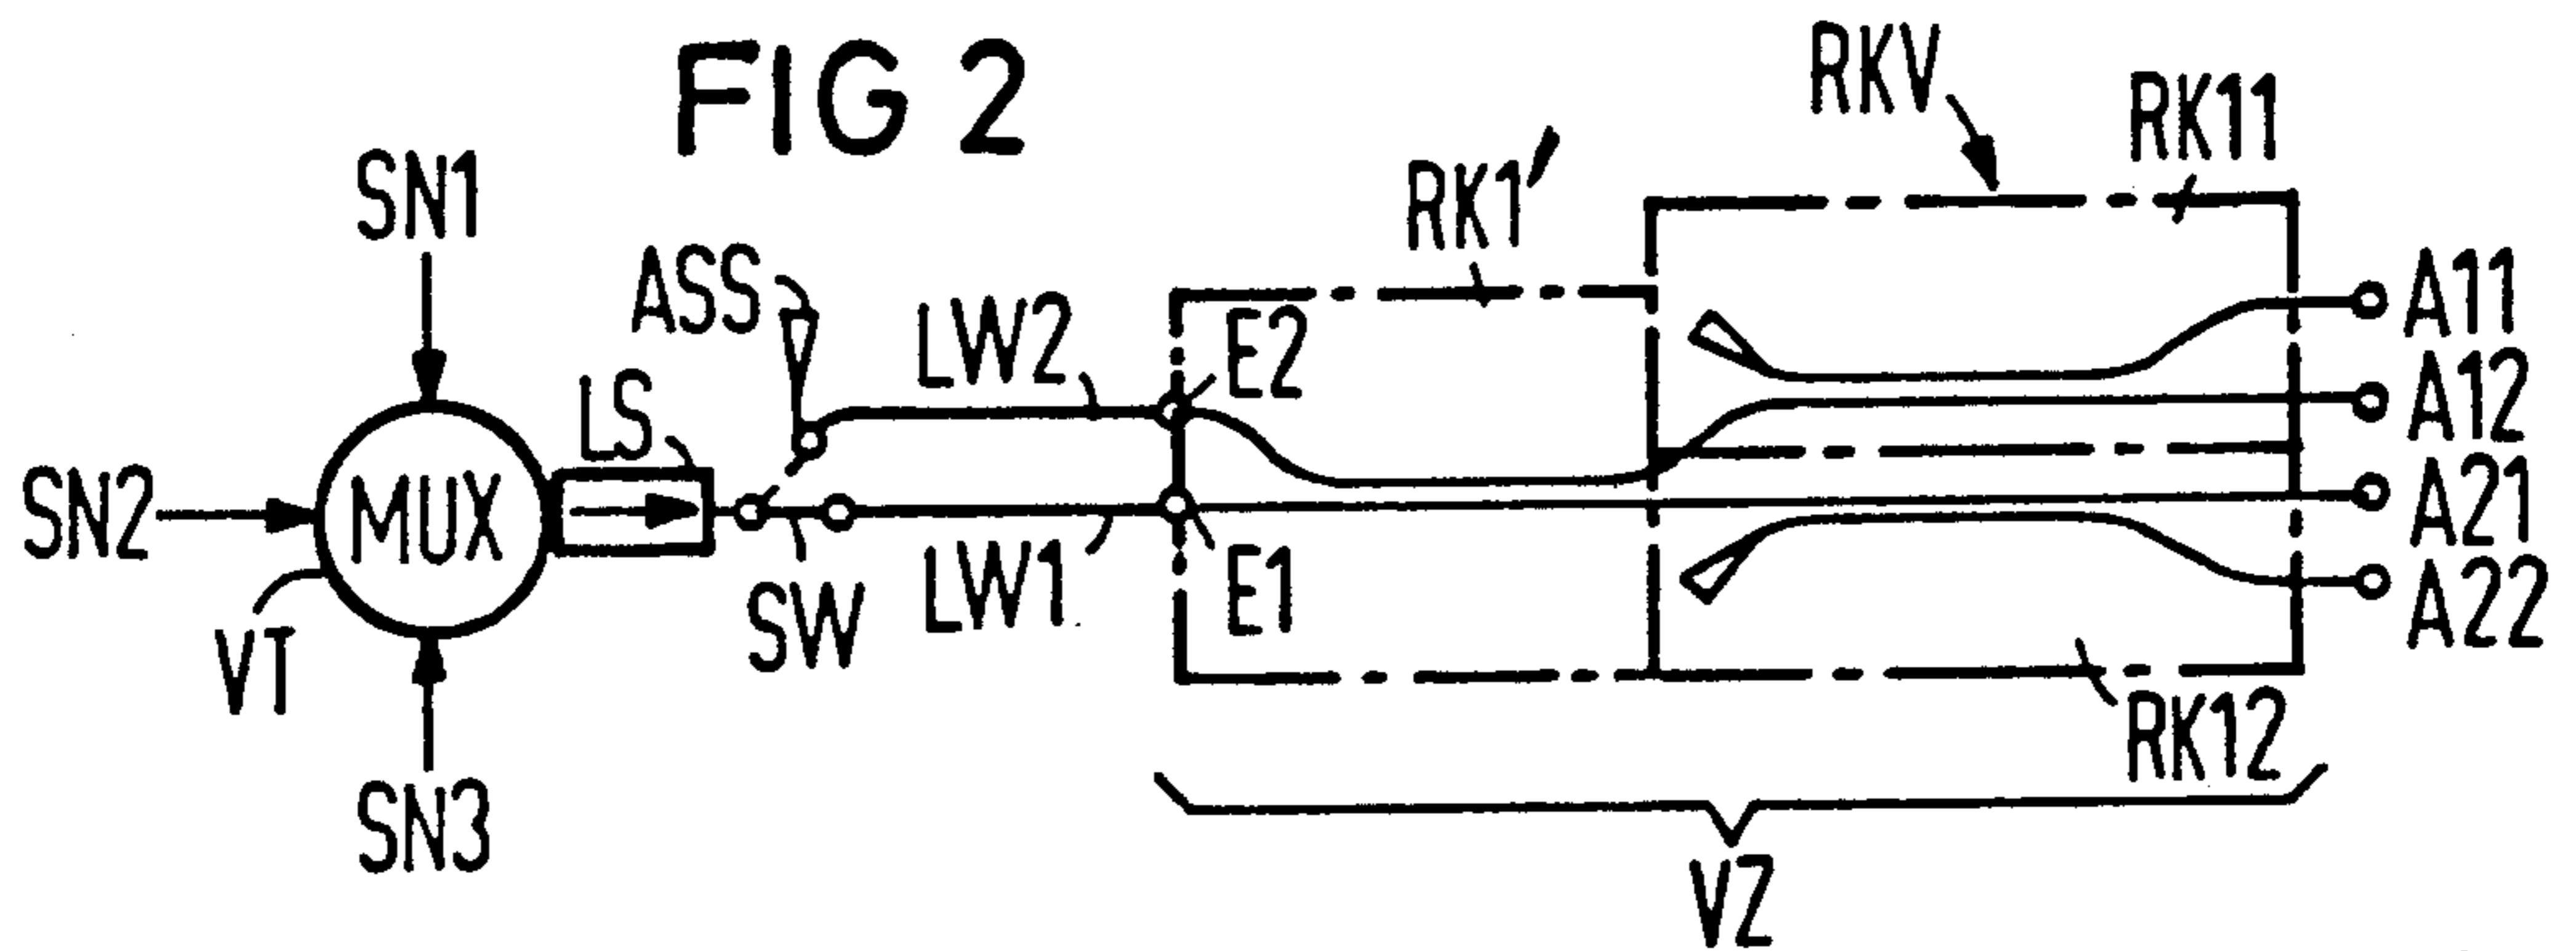 FIG 2
RKV
RK11
SN1
RK1'
ASS
LW2
E2
A11
A12
LS
SN2
MUX
A21
SW
LW1
E1
A22
VT
RK12
SN3
VZ